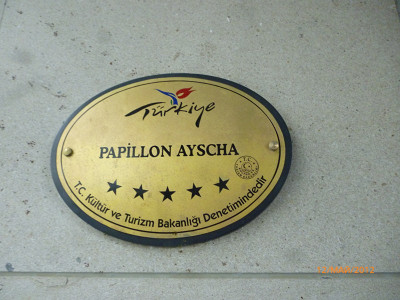 Türkiye
PAPİLLON AYSCHA
T.C. Kültür ve Turizm Bakanlığı Denetimindedir